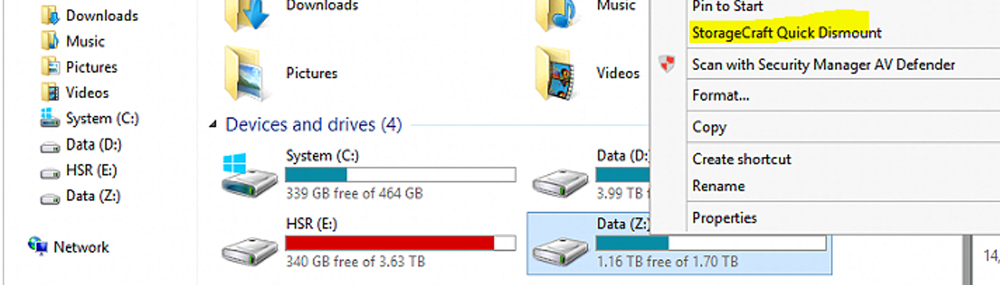 Downloads
Music
Pictures
Videos
System (C:)
Data (D:)
HSR (E:)
Data (Z:)
Network
Downloads
Music
Pictures
Videos
Devices and drives (4)
System (C:)
339 GB free of 464 GB
Data (D:)
3.99 TB
HSR (E:)
340 GB free of 3.63 TB
Data (Z:)
1.16 TB free of 1.70 TB
Pin to Start
StorageCraft Quick Dismount
Scan with Security Manager AV Defender
Format...
Copy
Create shortcut
Rename
Properties
14,